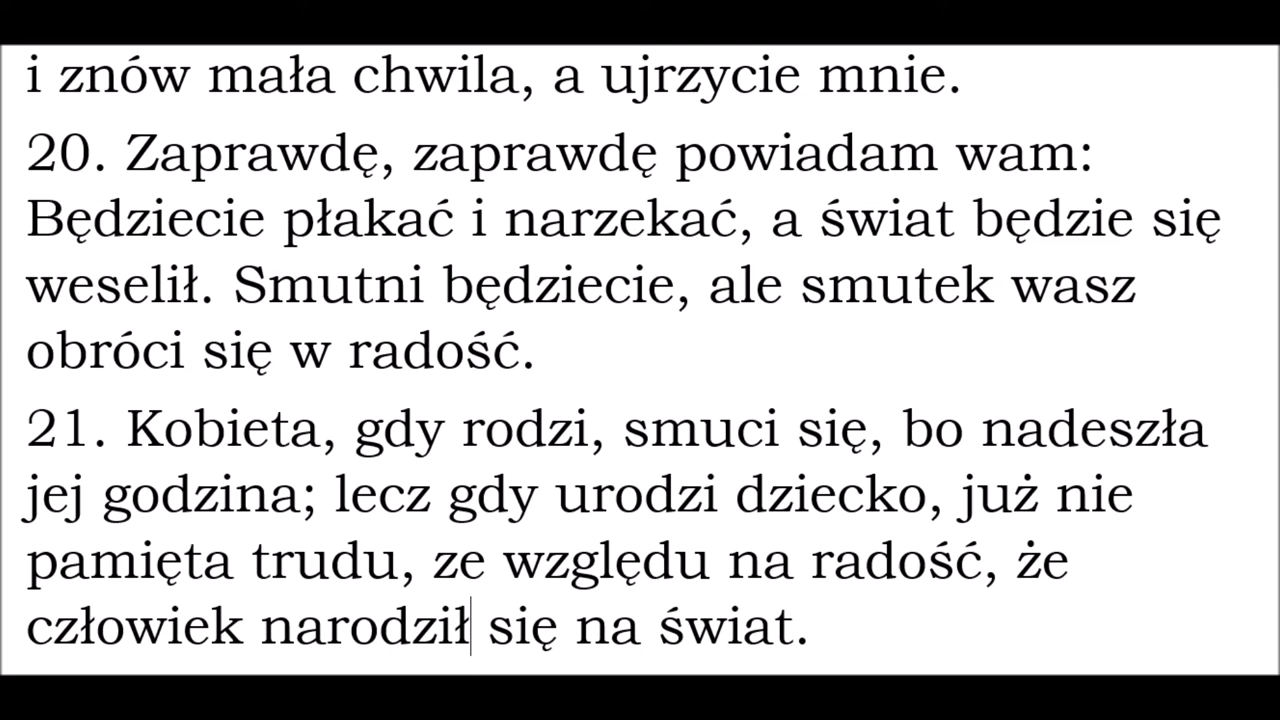 i znów mała chwila, a ujrzycie mnie.
20. Zaprawdę, zaprawdę powiadam wam:
Będziecie płakać i narzekać, a świat będzie się
weselił. Smutni będziecie, ale smutek wasz
obróci się w radość.
21. Kobieta, gdy rodzi, smuci się, bo nadeszła
jej godzina; lecz gdy urodzi dziecko, już nie
pamięta trudu, ze względu na radość, że
człowiek narodził się na świat.